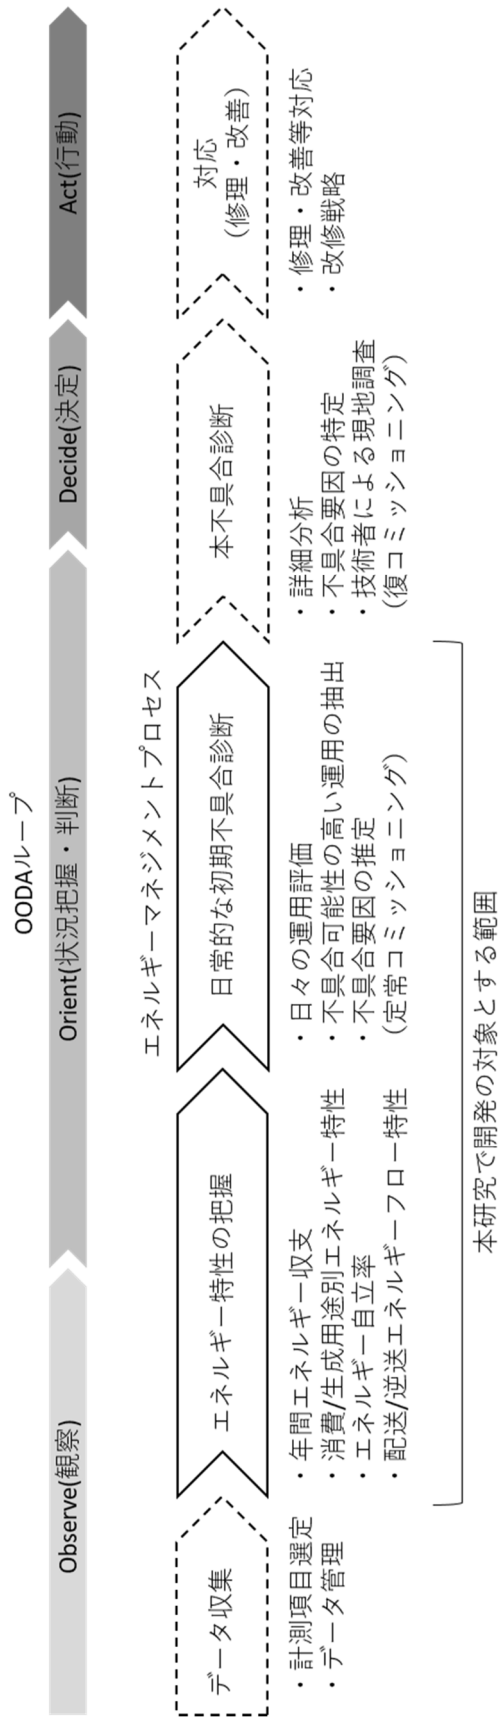 OODAループ
Observe(観察)
Orient(状況把握・判断)
Decide(決定)
Act(行動)
エネルギーマネジメントプロセス
データ収集
エネルギー特性の把握
日常的な初期不具合診断
本不具合診断
対応
(修理・改善)
・計測項目選定
・データ管理
・年間エネルギー収支
・消費/生成用途別エネルギー特性
・エネルギー自立率
・配送/逆送エネルギーフロー特性
・日々の運用評価
・不具合可能性の高い運用の抽出
・不具合要因の推定
(定常コミッショニング)
・詳細分析
・不具合要因の特定
・技術者による現地調査
(復コミッショニング)
・修理・改善等対応
・改修戦略
本研究で開発の対象とする範囲